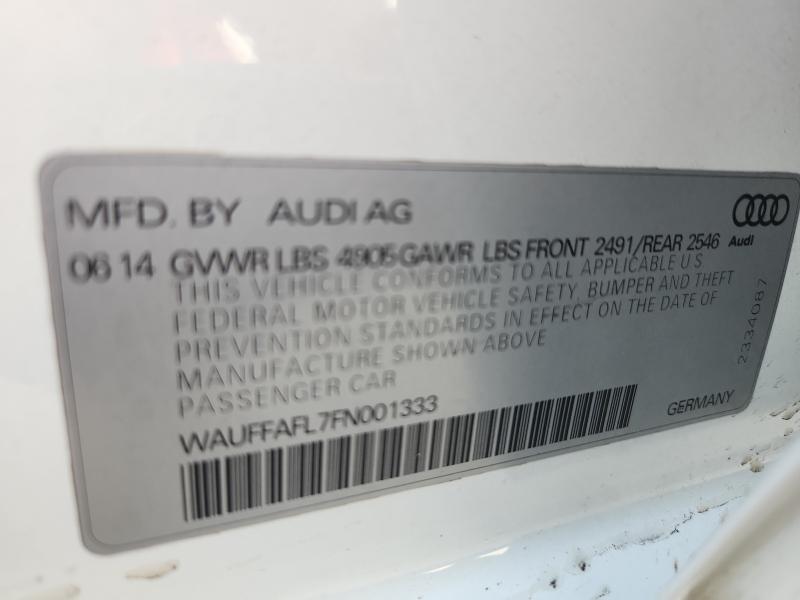 MFD. BY AUDI AG
Audi
06 14 GVWR LBS 4905 GAWR LBS FRONT 2491/REAR 2546
THIS VEHICLE CONFORMS TO ALL APPLICABLE U S
FEDERAL MOTOR VEHICLE SAFETY, BUMPER AND THEFT
PREVENTION STANDARDS IN EFFECT ON THE DATE OF
MANUFACTURE SHOWN ABOVE
PASSENGER CAR
WAUFFAFL7FN001333
GERMANY
2334087